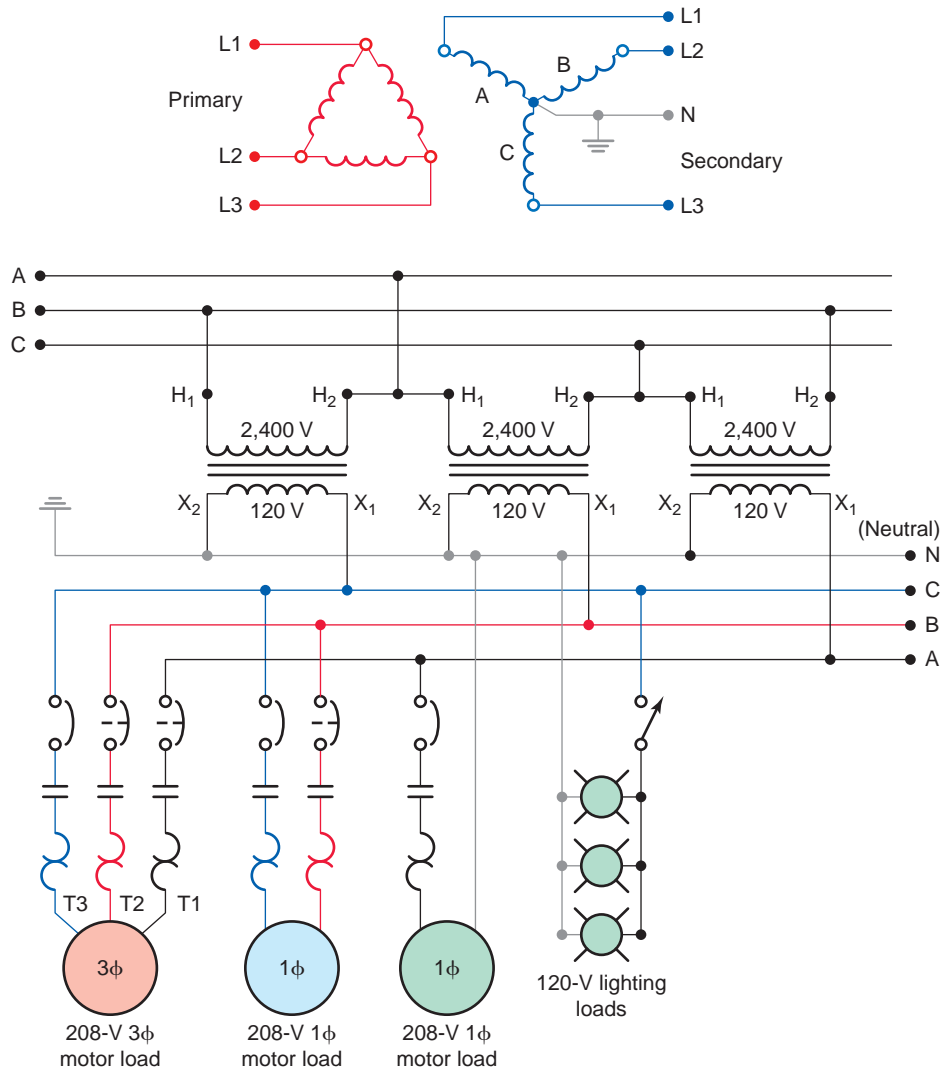 L1
L1
L2
B
A
Primary
N
C
L2
Secondary
L3
L3
A
B
C
H1 H2 H1 H2 H1 H2
2,400 V 2,400 V 2,400 V
X2 120 V X1 X2 120 V X1 X2 120 V X1
(Neutral)
N
C
B
A
T3 T2 T1
3ϕ 1ϕ 1ϕ
120-V lighting
loads
208-V 3ϕ
motor load
208-V 1ϕ
motor load
208-V 1ϕ
motor load